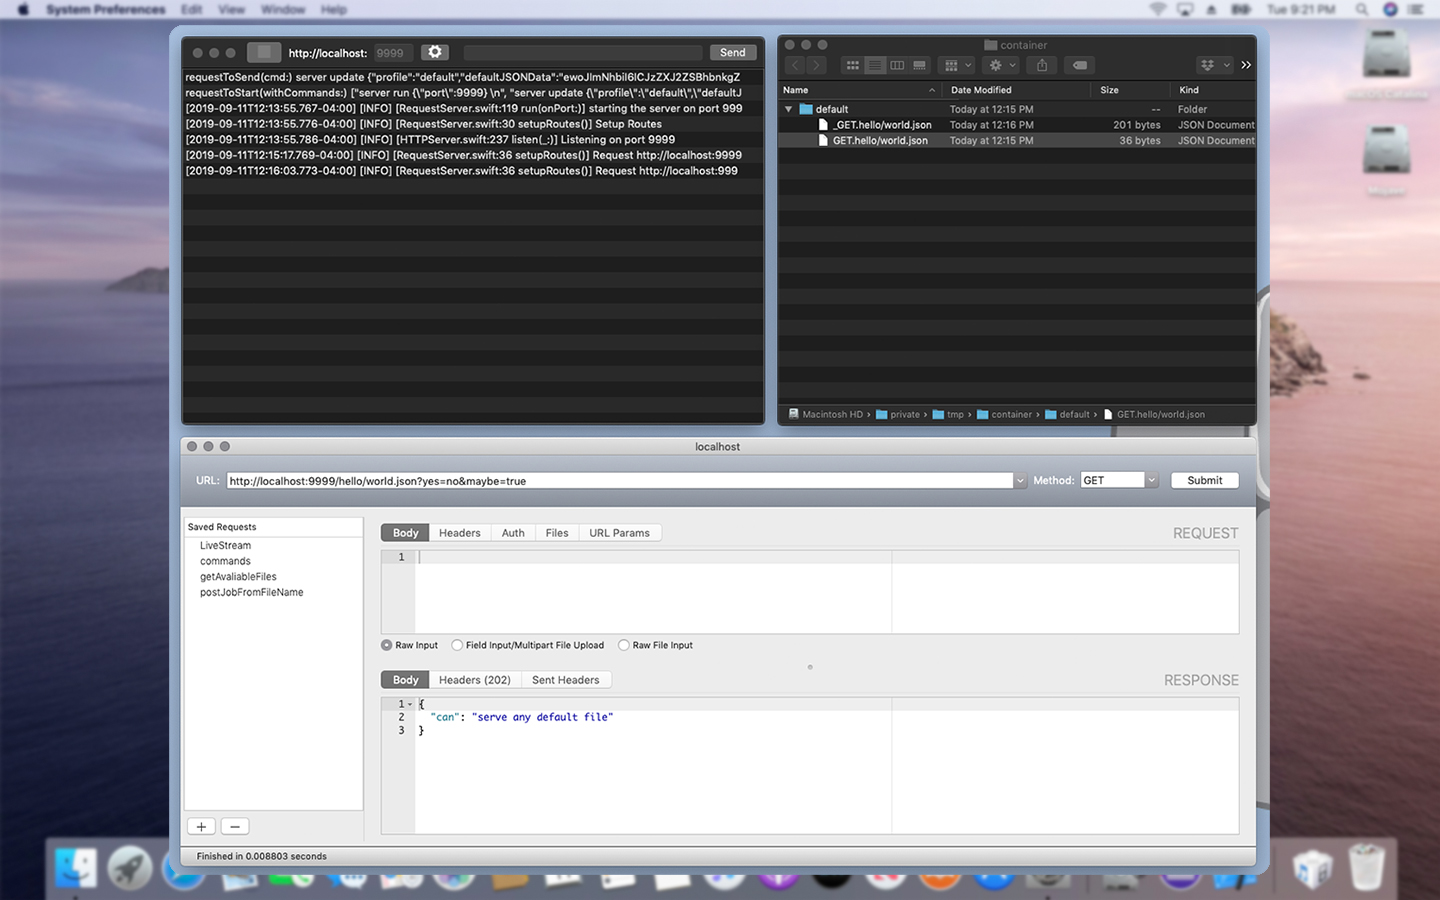 System Preferences Edit View Window Help
Tue 9:21 PM
http://localhost: 9999 Send
requestToSend(cmd:) server update {"profile":"default","defaultJSONData":"ewoJImNhbiI6ICJzZXJ2ZSBhbnkgZ
requestToStart(withCommands:) ["server run {\"port\":9999} \n", "server update {\"profile\":\"default\",\"defaultJ
[2019-09-11T12:13:55.767-04:00] [INFO] [RequestServer.swift:119 run(onPort:)] starting the server on port 999
[2019-09-11T12:13:55.776-04:00] [INFO] [RequestServer.swift:30 setupRoutes()] Setup Routes
[2019-09-11T12:13:55.786-04:00] [INFO] [HTTPServer.swift:237 listen(_:)] Listening on port 9999
[2019-09-11T12:15:17.769-04:00] [INFO] [RequestServer.swift:36 setupRoutes()] Request http://localhost:9999
[2019-09-11T12:16:03.773-04:00] [INFO] [RequestServer.swift:36 setupRoutes()] Request http://localhost:999
container
Name Date Modified Size Kind
default Today at 12:15 PM -- Folder
_GET.hello/world.json Today at 12:16 PM 201 bytes JSON Document
GET.hello/world.json Today at 12:15 PM 36 bytes JSON Document
Macintosh HD › private › tmp › container › default › GET.hello/world.json
localhost
URL: http://localhost:9999/hello/world.json?yes=no&maybe=true Method: GET Submit
Saved Requests
LiveStream
commands
getAvaliableFiles
postJobFromFileName
Body Headers Auth Files URL Params REQUEST
1
Raw Input Field Input/Multipart File Upload Raw File Input
Body Headers (202) Sent Headers RESPONSE
1 {
2 "can": "serve any default file"
3 }
+ −
Finished in 0.008803 seconds